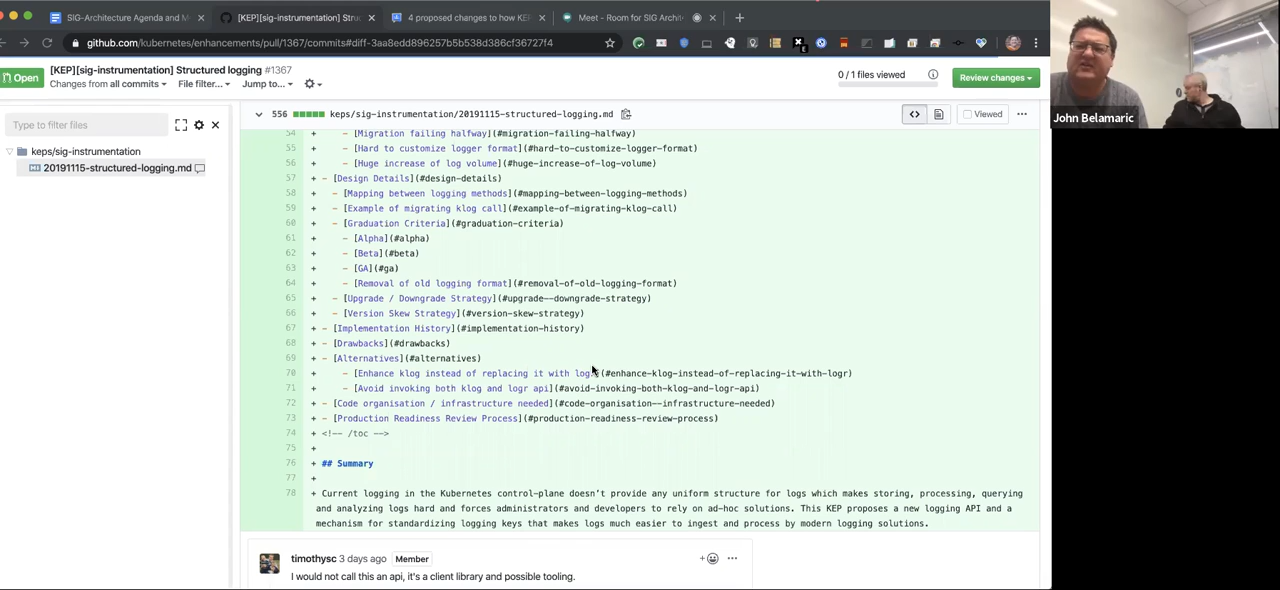 SIG-Architecture Agenda and M
[KEP][sig-instrumentation] Stru
4 proposed changes to how KE
Meet - Room for SIG Archite
github.com/kubernetes/enhancements/pull/1367/commits#diff-3aa8edd896257b5b538d386cf36727f4
Open
[KEP][sig-instrumentation] Structured logging #1367
Changes from all commits
File filter...
Jump to...
0 / 1 files viewed
Review changes
Type to filter files
keps/sig-instrumentation
20191115-structured-logging.md
556 keps/sig-instrumentation/20191115-structured-logging.md
Viewed
54 + - [Migration failing halfway](#migration-failing-halfway)
55 + - [Hard to customize logger format](#hard-to-customize-logger-format)
56 + - [Huge increase of log volume](#huge-increase-of-log-volume)
57 + - [Design Details](#design-details)
58 + - [Mapping between logging methods](#mapping-between-logging-methods)
59 + - [Example of migrating klog call](#example-of-migrating-klog-call)
60 + - [Graduation Criteria](#graduation-criteria)
61 + - [Alpha](#alpha)
62 + - [Beta](#beta)
63 + - [GA](#ga)
64 + - [Removal of old logging format](#removal-of-old-logging-format)
65 + - [Upgrade / Downgrade Strategy](#upgrade--downgrade-strategy)
66 + - [Version Skew Strategy](#version-skew-strategy)
67 + - [Implementation History](#implementation-history)
68 + - [Drawbacks](#drawbacks)
69 + - [Alternatives](#alternatives)
70 + - [Enhance klog instead of replacing it with (#enhance-klog-instead-of-replacing-it-with-logr)
71 + - [Avoid invoking both klog and logr api](#avoid-invoking-both-klog-and-logr-api)
72 + - [Code organisation / infrastructure needed](#code-organisation--infrastructure-needed)
73 + - [Production Readiness Review Process](#production-readiness-review-process)
74 + <!-- /toc -->
75 +
76 + ## Summary
77 +
78 + Current logging in the Kubernetes control-plane doesn't provide any uniform structure for logs which makes storing, processing, querying
and analyzing logs hard and forces administrators and developers to rely on ad-hoc solutions. This KEP proposes a new logging API and a
mechanism for standardizing logging keys that makes logs much easier to ingest and process by modern logging solutions.
timothysc 3 days ago Member
I would not call this an api, it's a client library and possible tooling.
John Belamaric